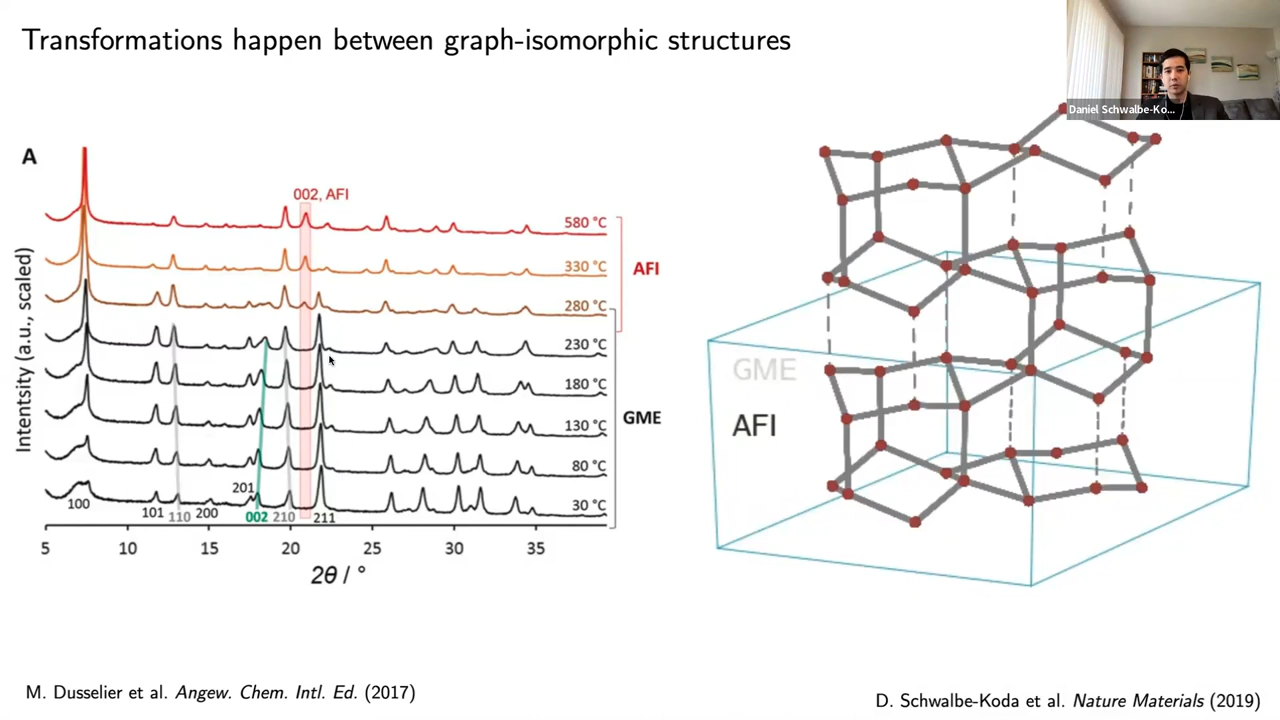 Transformations happen between graph-isomorphic structures
Daniel Schwalbe-Ko...
A
002, AFI
580 °C
330 °C
AFI
280 °C
230 °C
180 °C
GME
130 °C
80 °C
30 °C
Intentsity (a.u., scaled)
100
101
110
200
201
002
210
211
5
10
15
20
25
30
35
2θ / °
GME
AFI
M. Dusselier et al. Angew. Chem. Intl. Ed. (2017)
D. Schwalbe-Koda et al. Nature Materials (2019)